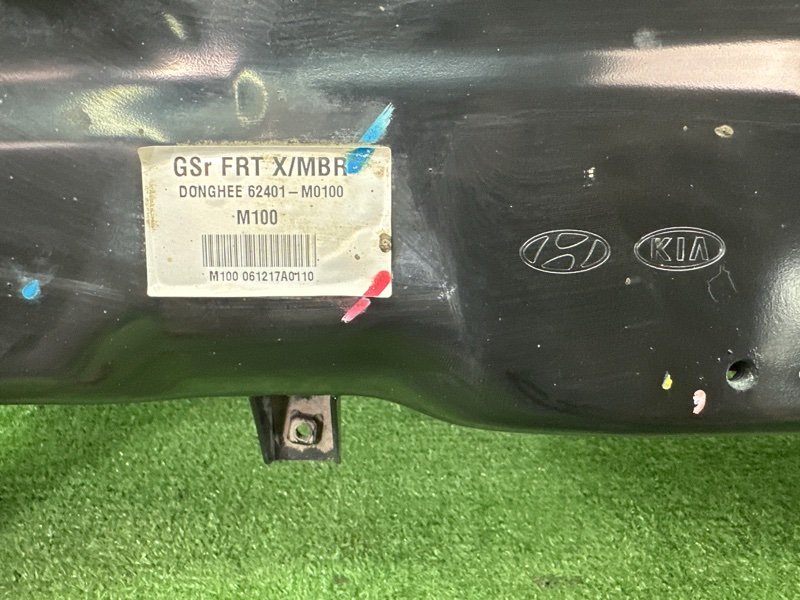 GSr FRT X/MBR
DONGHEE 62401-M0100
M100
M100 061217A0110
KIA